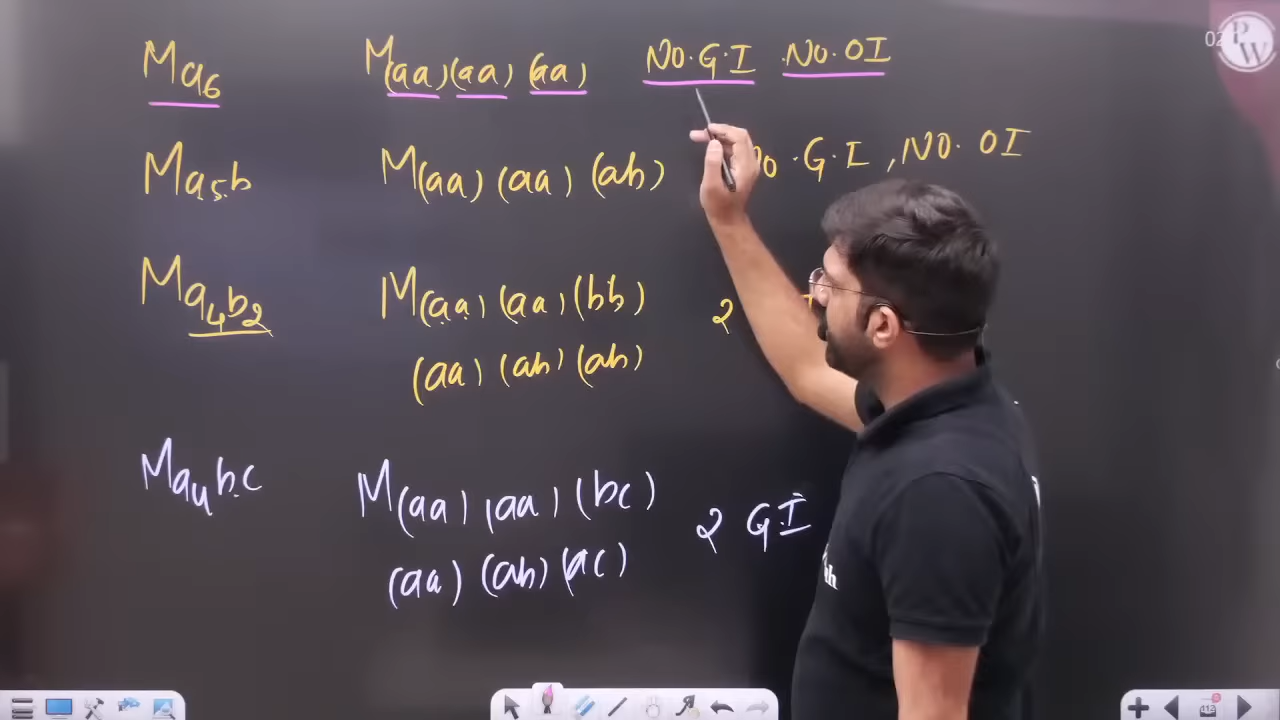 Ma₆ M(aa)(aa)(aa) NO.G.I NO.OI
Ma₅b M(aa)(aa)(ab) .G.I, NO. OI
Ma₄b₂ M(aa)(aa)(bb) 2
(aa)(ab)(ab)
Ma₄bc M(aa)(aa)(bc) 2 G.I
(aa)(ab)(ac)
PW